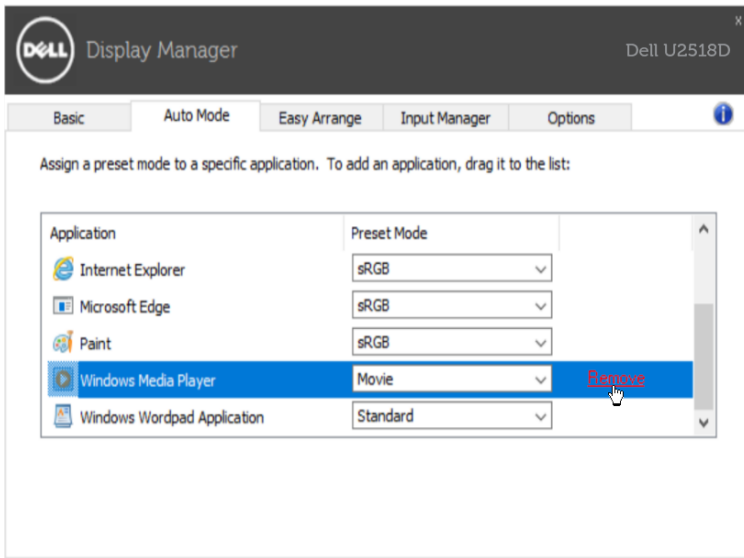 DELL Display Manager
x
Dell U2518D
Basic Auto Mode Easy Arrange Input Manager Options i
Assign a preset mode to a specific application. To add an application, drag it to the list:
Application Preset Mode
Internet Explorer sRGB
Microsoft Edge sRGB
Paint sRGB
Windows Media Player Movie Remove
Windows Wordpad Application Standard